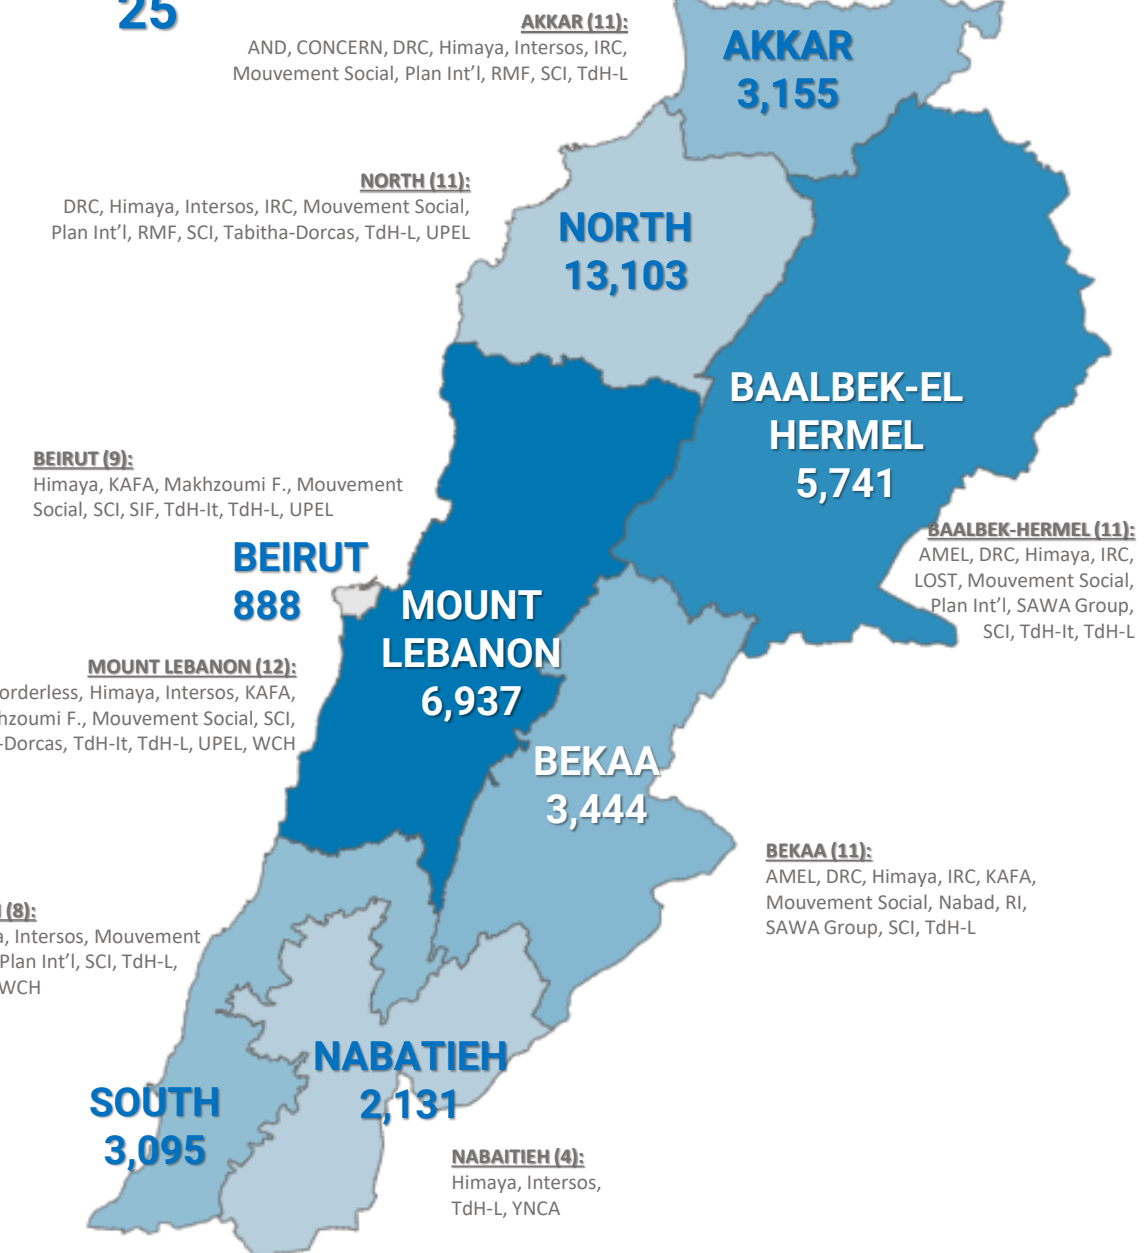 25
AKKAR (11):
AND, CONCERN, DRC, Himaya, Intersos, IRC,
Mouvement Social, Plan Int'l, RMF, SCI, TdH-L
AKKAR
3,155
NORTH (11):
DRC, Himaya, Intersos, IRC, Mouvement Social,
Plan Int'l, RMF, SCI, Tabitha-Dorcas, TdH-L, UPEL
NORTH
13,103
BAALBEK-EL
HERMEL
5,741
BEIRUT (9):
Himaya, KAFA, Makhzoumi F., Mouvement
Social, SCI, SIF, TdH-It, TdH-L, UPEL
BAALBEK-HERMEL (11):
AMEL, DRC, Himaya, IRC,
LOST, Mouvement Social,
Plan Int'l, SAWA Group,
SCI, TdH-It, TdH-L
BEIRUT
888
MOUNT
LEBANON
6,937
MOUNT LEBANON (12):
orderless, Himaya, Intersos, KAFA,
hzoumi F., Mouvement Social, SCI,
-Dorcas, TdH-It, TdH-L, UPEL, WCH
BEKAA
3,444
BEKAA (11):
AMEL, DRC, Himaya, IRC, KAFA,
Mouvement Social, Nabad, RI,
SAWA Group, SCI, TdH-L
(8):
a, Intersos, Mouvement
Plan Int'l, SCI, TdH-L,
WCH
NABATIEH
2,131
SOUTH
3,095
NABAITIEH (4):
Himaya, Intersos,
TdH-L, YNCA